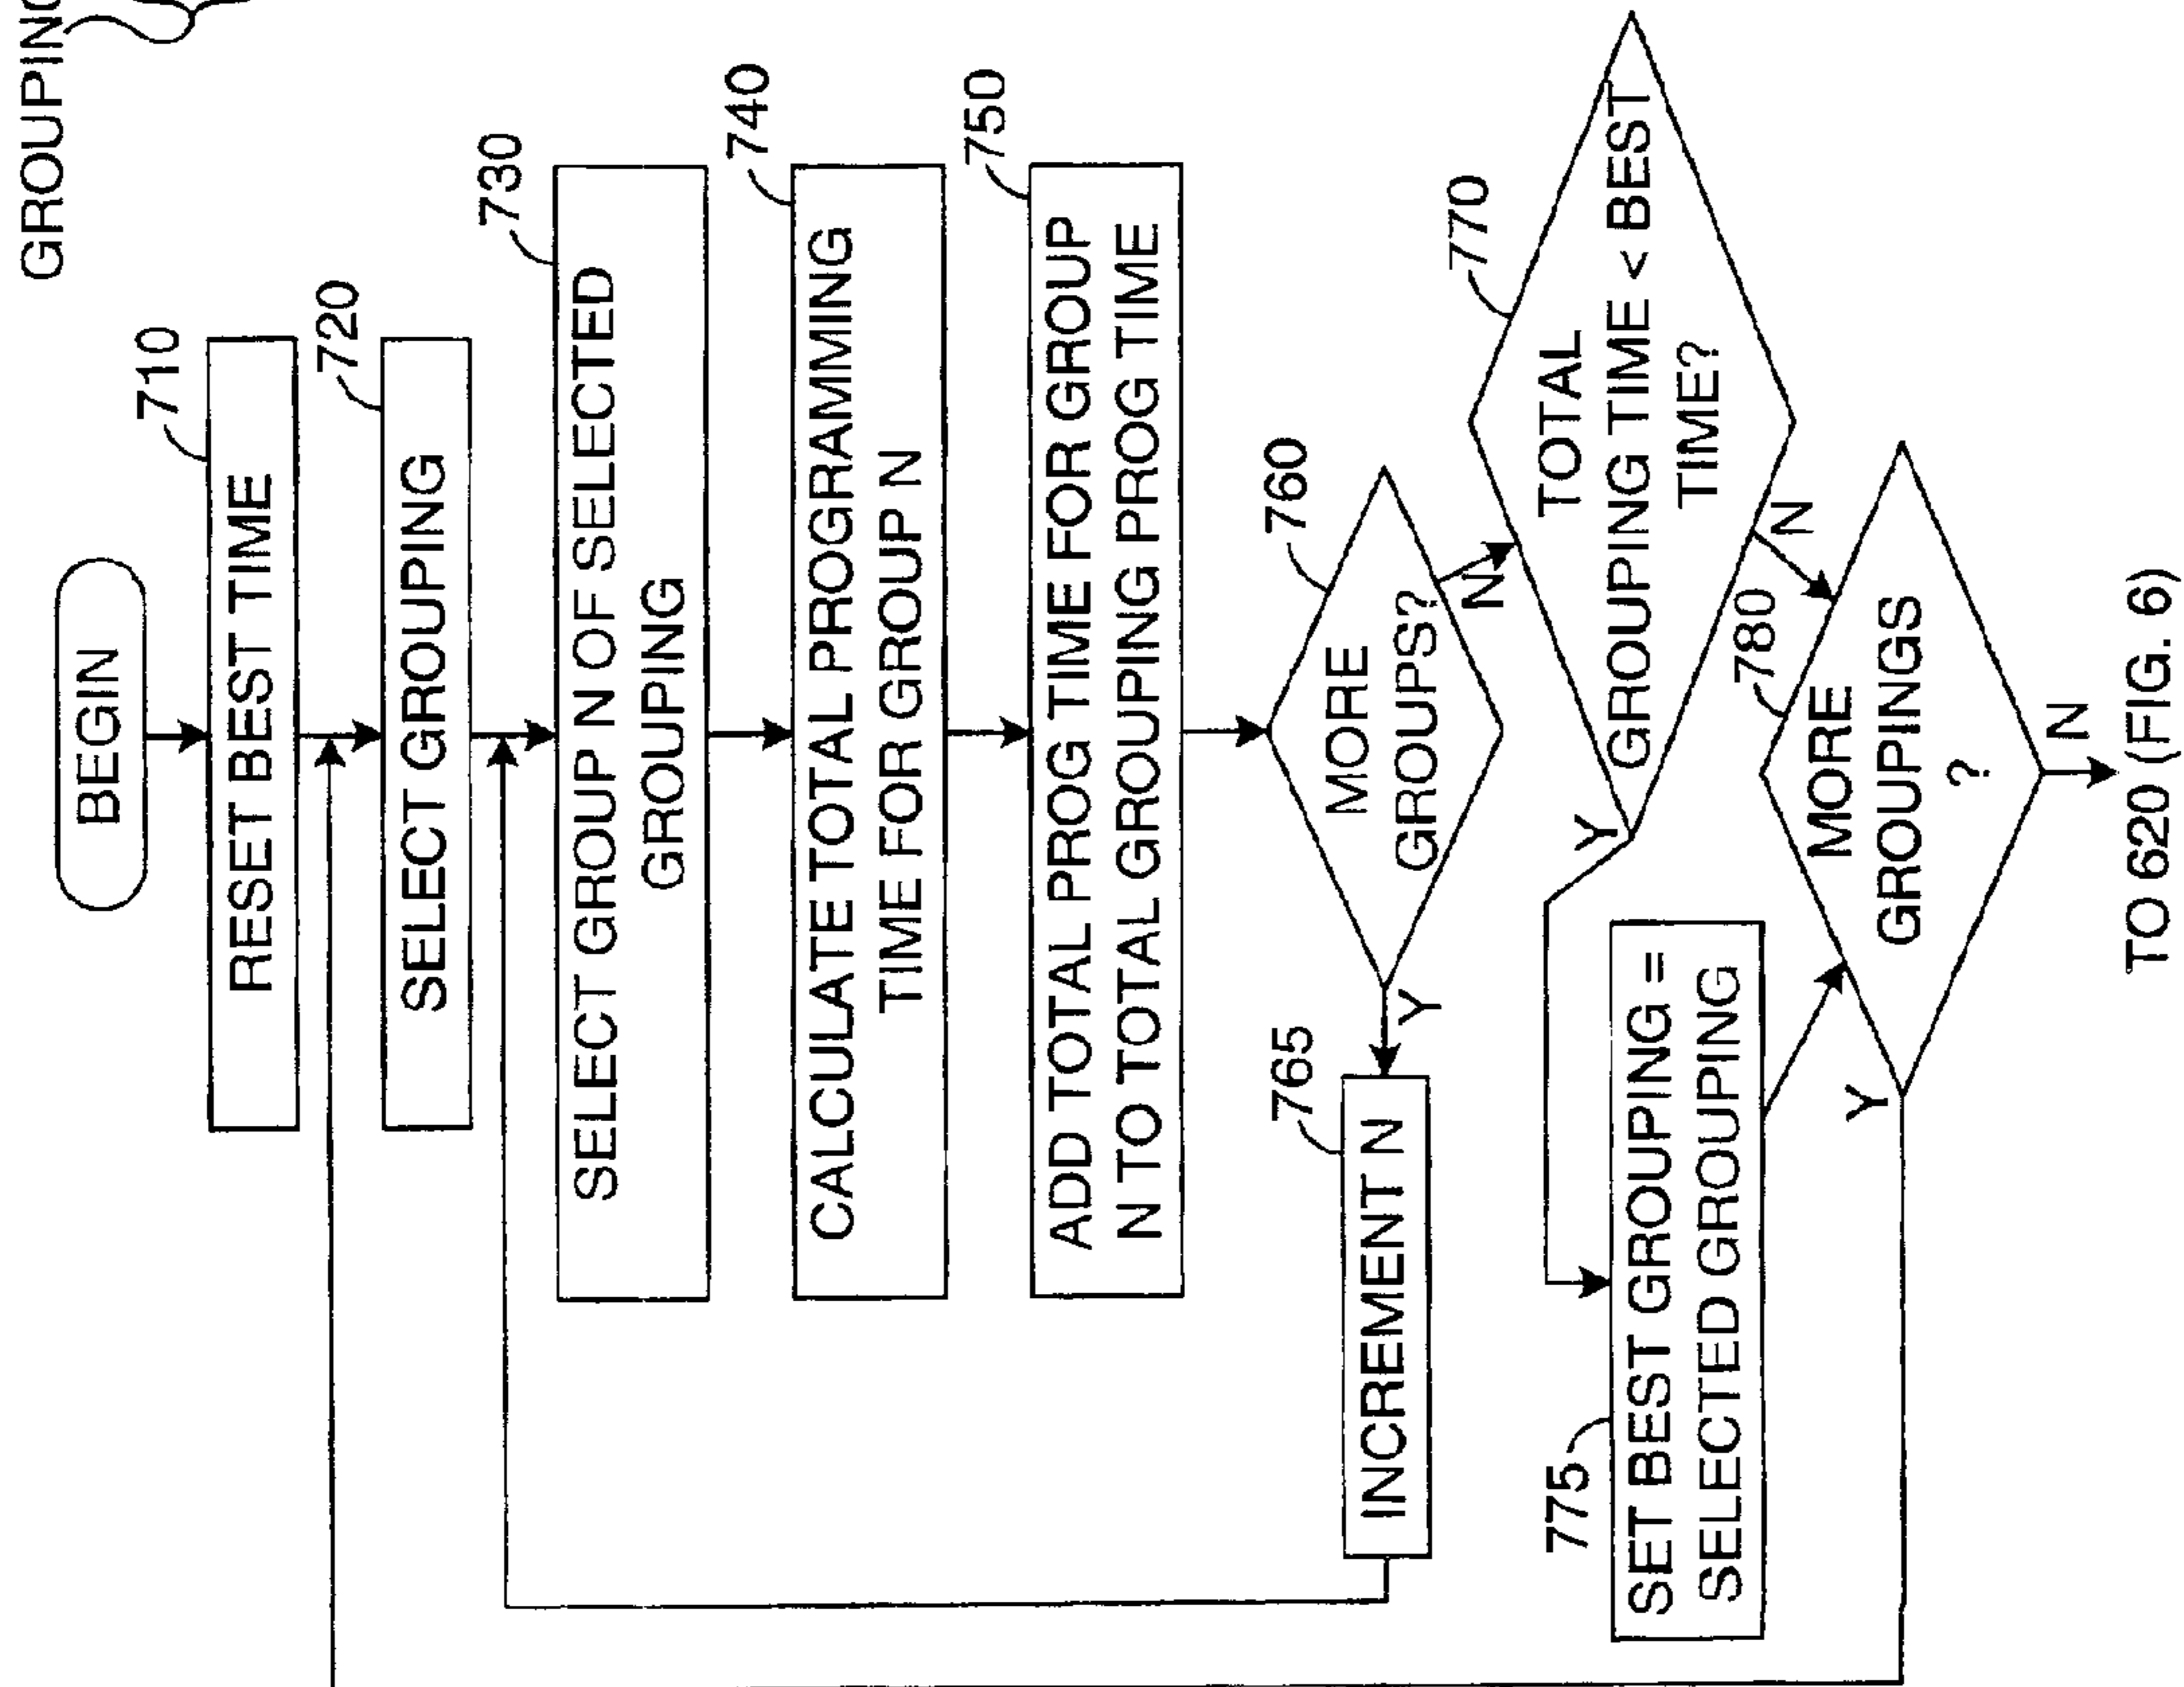 GROUPING
BEGIN
710
RESET BEST TIME
720
SELECT GROUPING
730
SELECT GROUP N OF SELECTED
GROUPING
740
CALCULATE TOTAL PROGRAMMING
TIME FOR GROUP N
750
ADD TOTAL PROG TIME FOR GROUP
N TO TOTAL GROUPING PROG TIME
760
MORE
GROUPS?
Y
N
765
INCREMENT N
770
TOTAL
GROUPING TIME < BEST
TIME?
Y
N
775
SET BEST GROUPING =
SELECTED GROUPING
780
MORE
GROUPINGS
?
Y
N
TO 620 (FIG. 6)